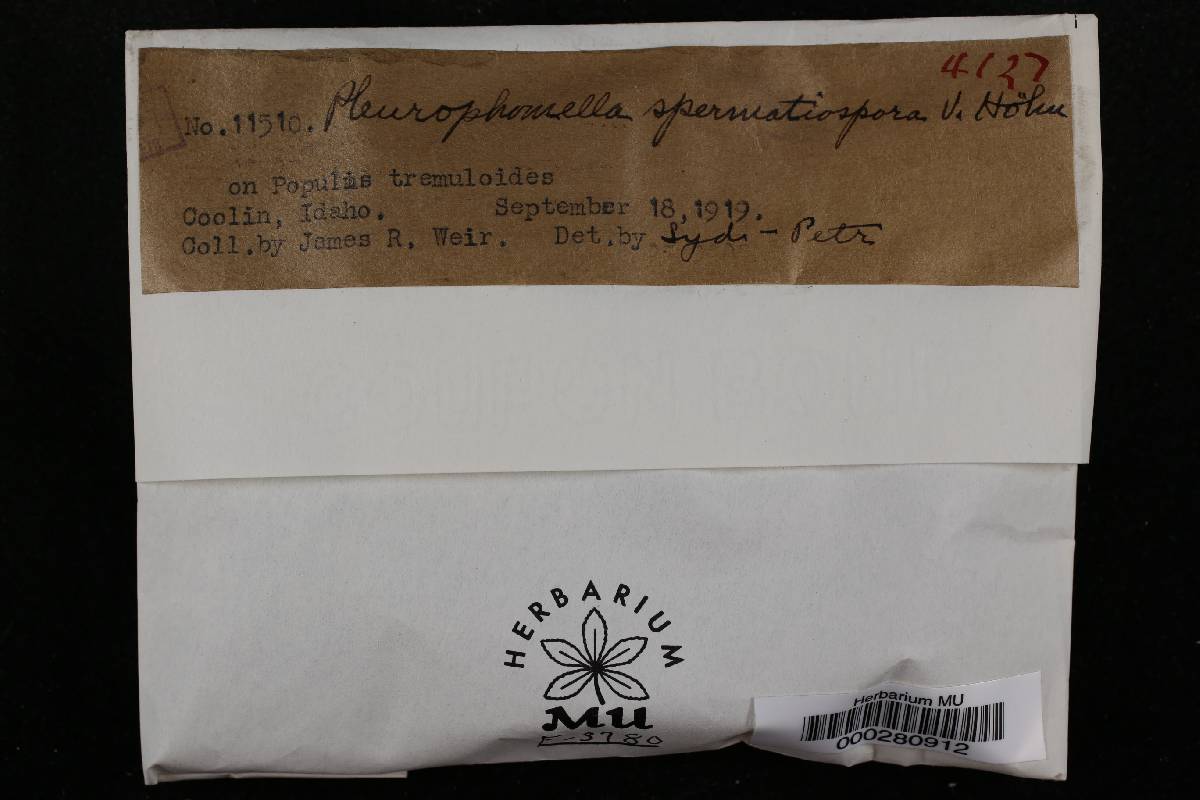 4127
No. 11510. Pleurophomella spermatiospora V. Höhn
on Populus tremuloides
Coolin, Idaho. September 18, 1919.
Coll. by James R. Weir. Det. by Syd. - Petr
HERBARIUM
MU
F-3780
Herbarium MU
000280912